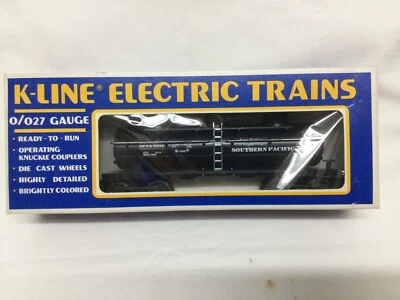 K-LINE® ELECTRIC TRAINS
O/027 GAUGE
• READY-TO-RUN
• OPERATING
KNUCKLE COUPLERS
• DIE CAST WHEELS
• HIGHLY DETAILED
• BRIGHTLY COLORED
SOUTHERN PACIFIC